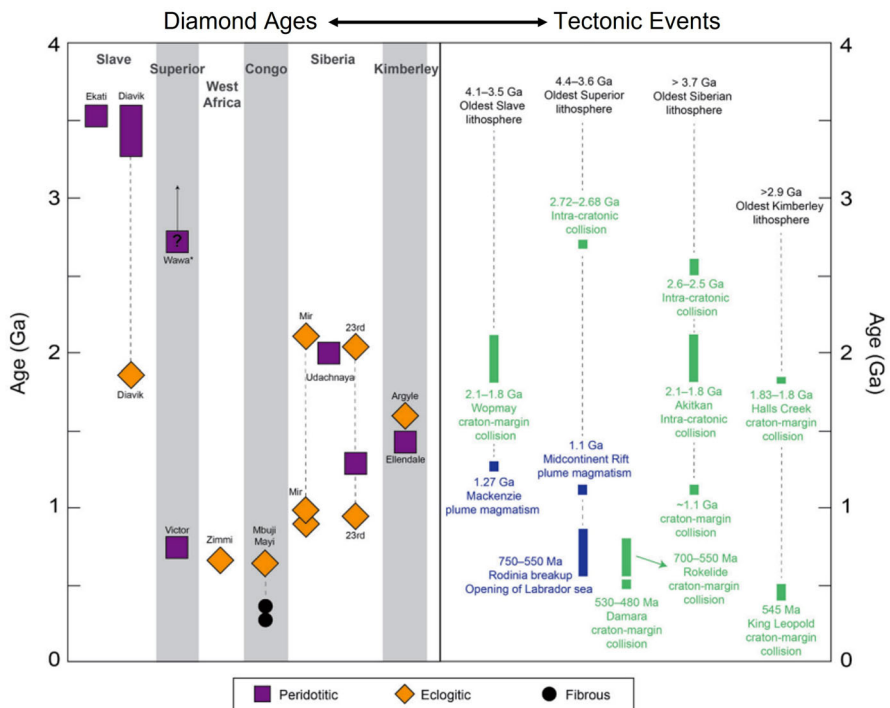 Diamond Ages
Tectonic Events
4
3
2
1
0
Age (Ga)
Slave
Superior
West
Africa
Congo
Siberia
Kimberley
Ekati
Diavik
?
Wawa*
Diavik
Victor
Zimmi
Mbuji
Mayi
Mir
Udachnaya
23rd
Mir
23rd
Argyle
Ellendale
4.1–3.5 Ga
Oldest Slave
lithosphere
4.4–3.6 Ga
Oldest Superior
lithosphere
> 3.7 Ga
Oldest Siberian
lithosphere
>2.9 Ga
Oldest Kimberley
lithosphere
2.72–2.68 Ga
Intra-cratonic
collision
2.6–2.5 Ga
Intra-cratonic
collision
2.1–1.8 Ga
Wopmay
craton-margin
collision
2.1–1.8 Ga
Akitkan
Intra-cratonic
collision
1.83–1.8 Ga
Halls Creek
craton-margin
collision
1.27 Ga
Mackenzie
plume magmatism
1.1 Ga
Midcontinent Rift
plume magmatism
~1.1 Ga
craton-margin
collision
750–550 Ma
Rodinia breakup
Opening of Labrador sea
700–550 Ma
Rokelide
craton-margin
collision
530–480 Ma
Damara
craton-margin
collision
545 Ma
King Leopold
craton-margin
collision
4
3
2
1
0
Age (Ga)
Peridotitic
Eclogitic
Fibrous